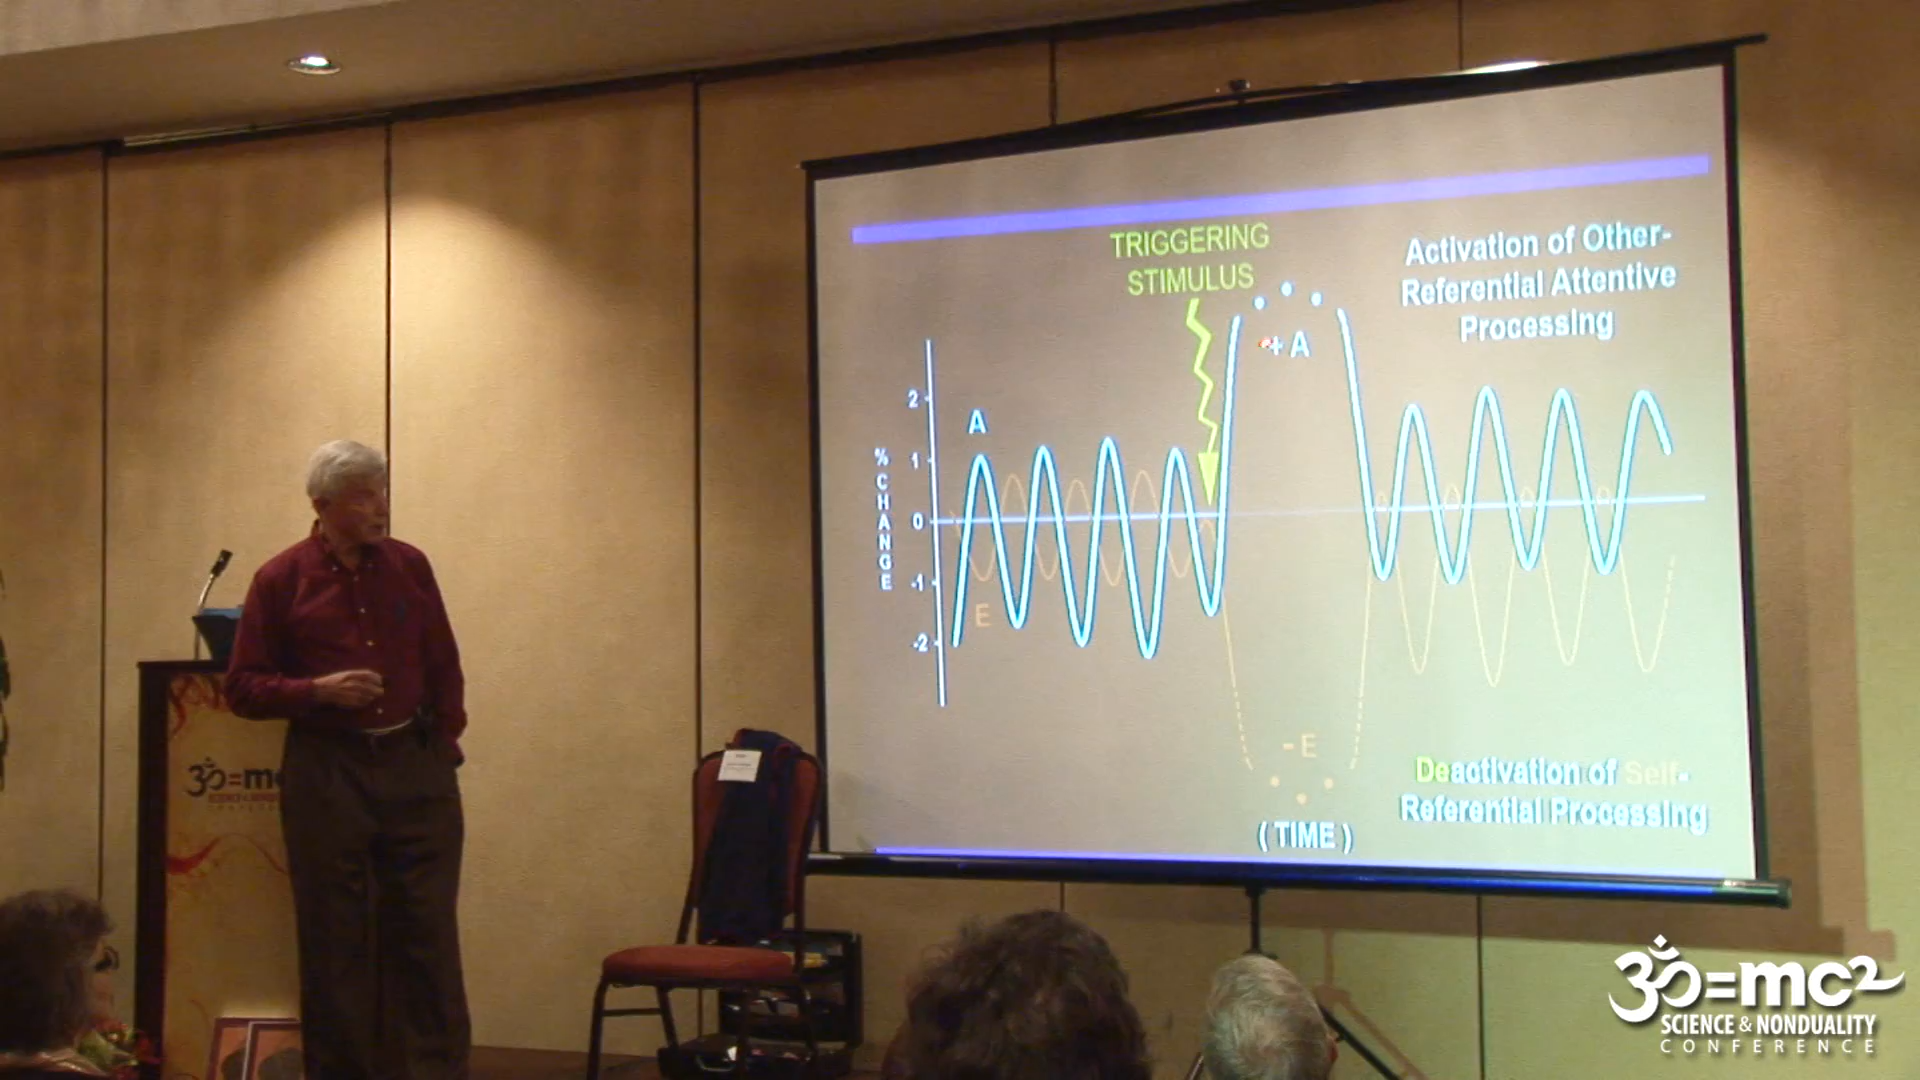 TRIGGERING
STIMULUS
Activation of Other-
Referential Attentive
Processing
+ A
2
A
% CHANGE
1
0
-1
E
-2
- E
Deactivation of Self-
Referential Processing
( TIME )
ॐ=mc
ॐ=mc2
SCIENCE & NONDUALITY
CONFERENCE